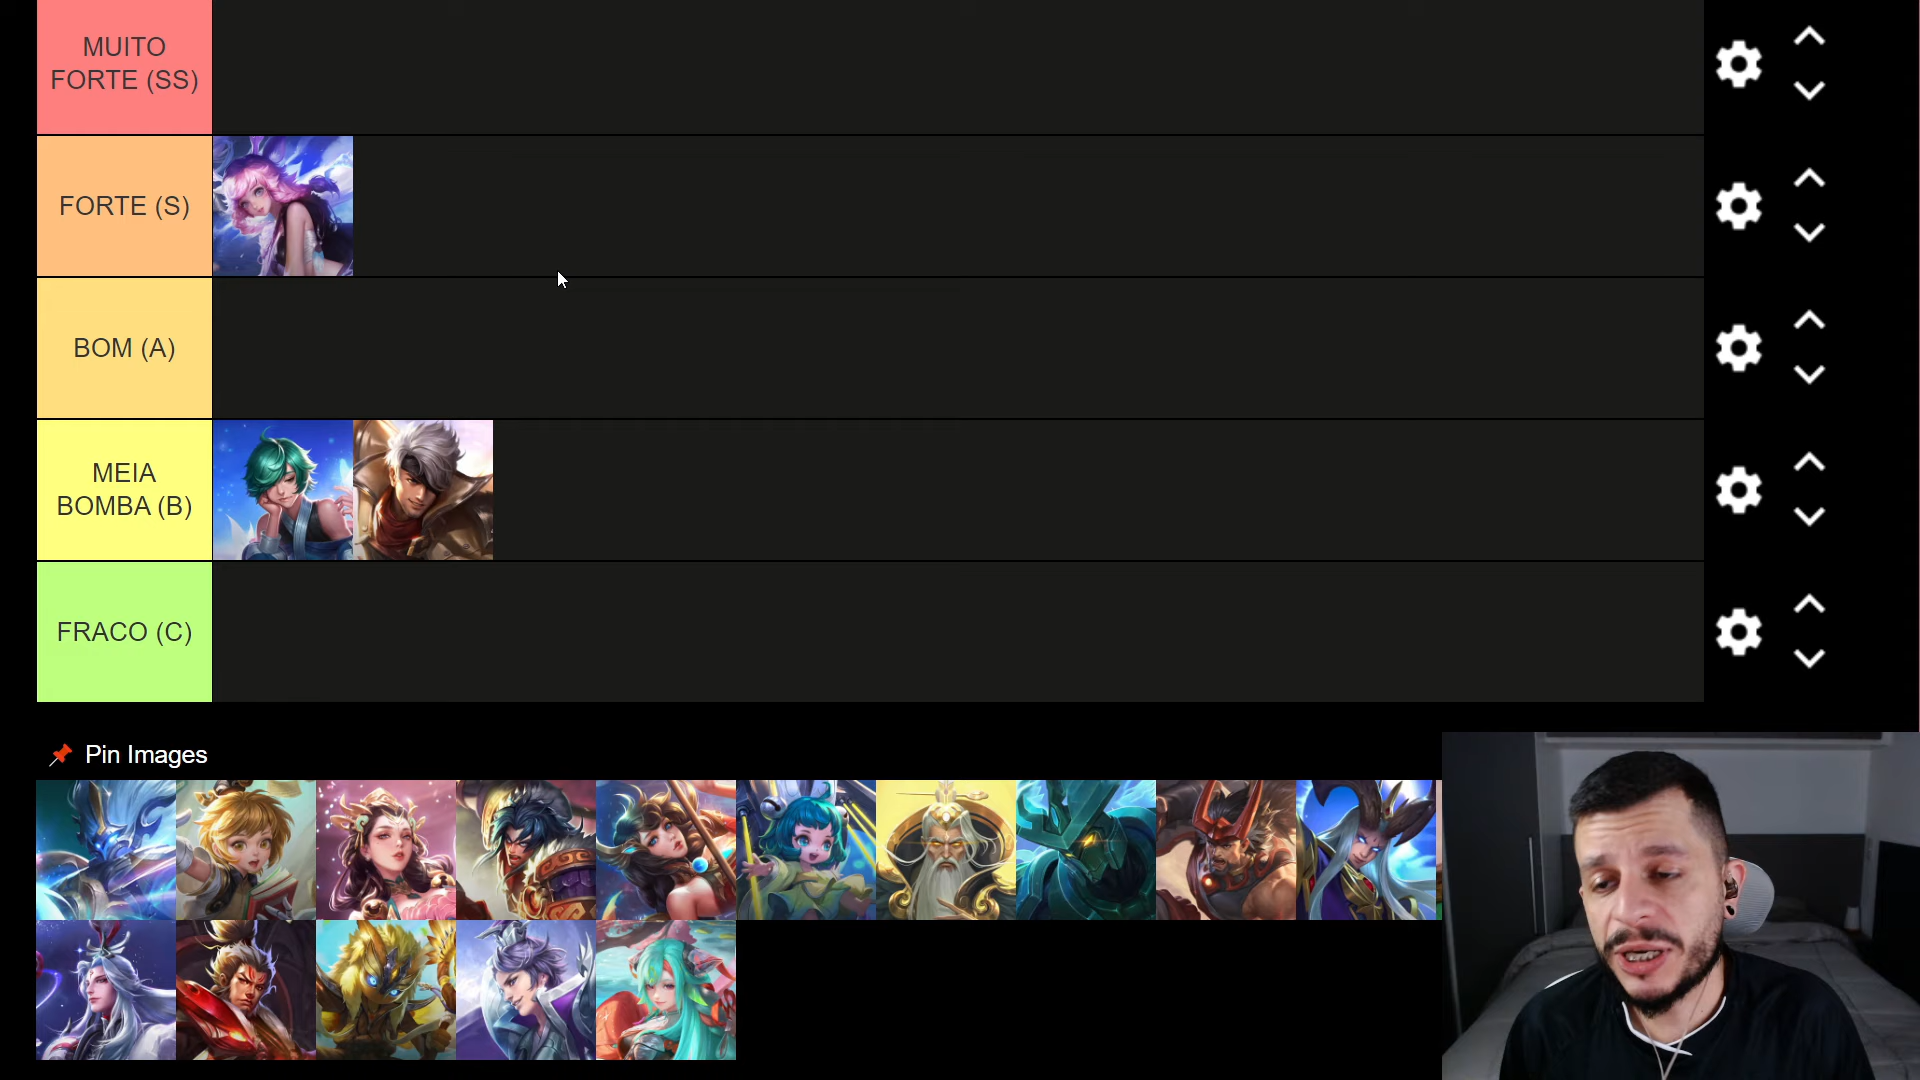 MUITO
FORTE (SS)
FORTE (S)
BOM (A)
MEIA
BOMBA (B)
FRACO (C)
Pin Images